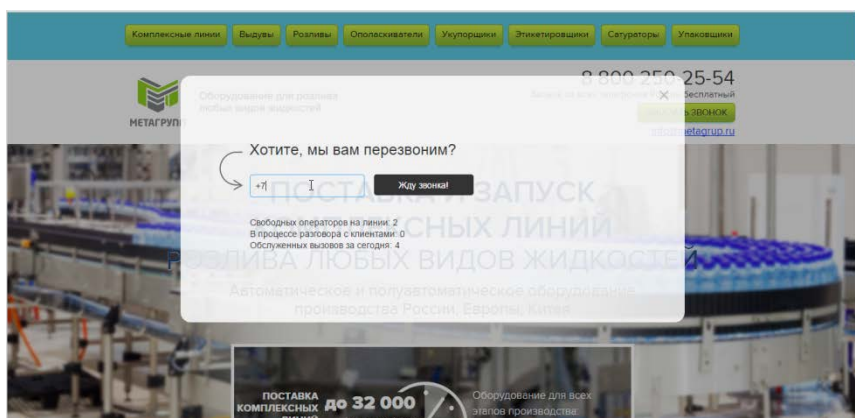 Комплексные линии Выдувы Розливы Ополаскиватели Укупорщики Этикетировщики Сатураторы Упаковщики
8 800 250-25-54
Оборудование для розлива
любых видов жидкостей
бесплатный
ЗВОНОК
МЕТАГРУПП
metagrup.ru
Хотите, мы вам перезвоним?
+7
Жду звонка!
Свободных операторов на линии: 2
В процессе разговора с клиентами: 0
Обслуженных вызовов за сегодня: 4
ПОСТАВКА И ЗАПУСК
ЛИНИЙ
РОЗЛИВА ЛЮБЫХ ВИДОВ ЖИДКОСТЕЙ
Автоматическое и полуавтоматическое оборудование
производства России, Европы, Китая
ПОСТАВКА
КОМПЛЕКСНЫХ
ЛИНИЙ
до 32 000
Оборудование для всех
этапов производства